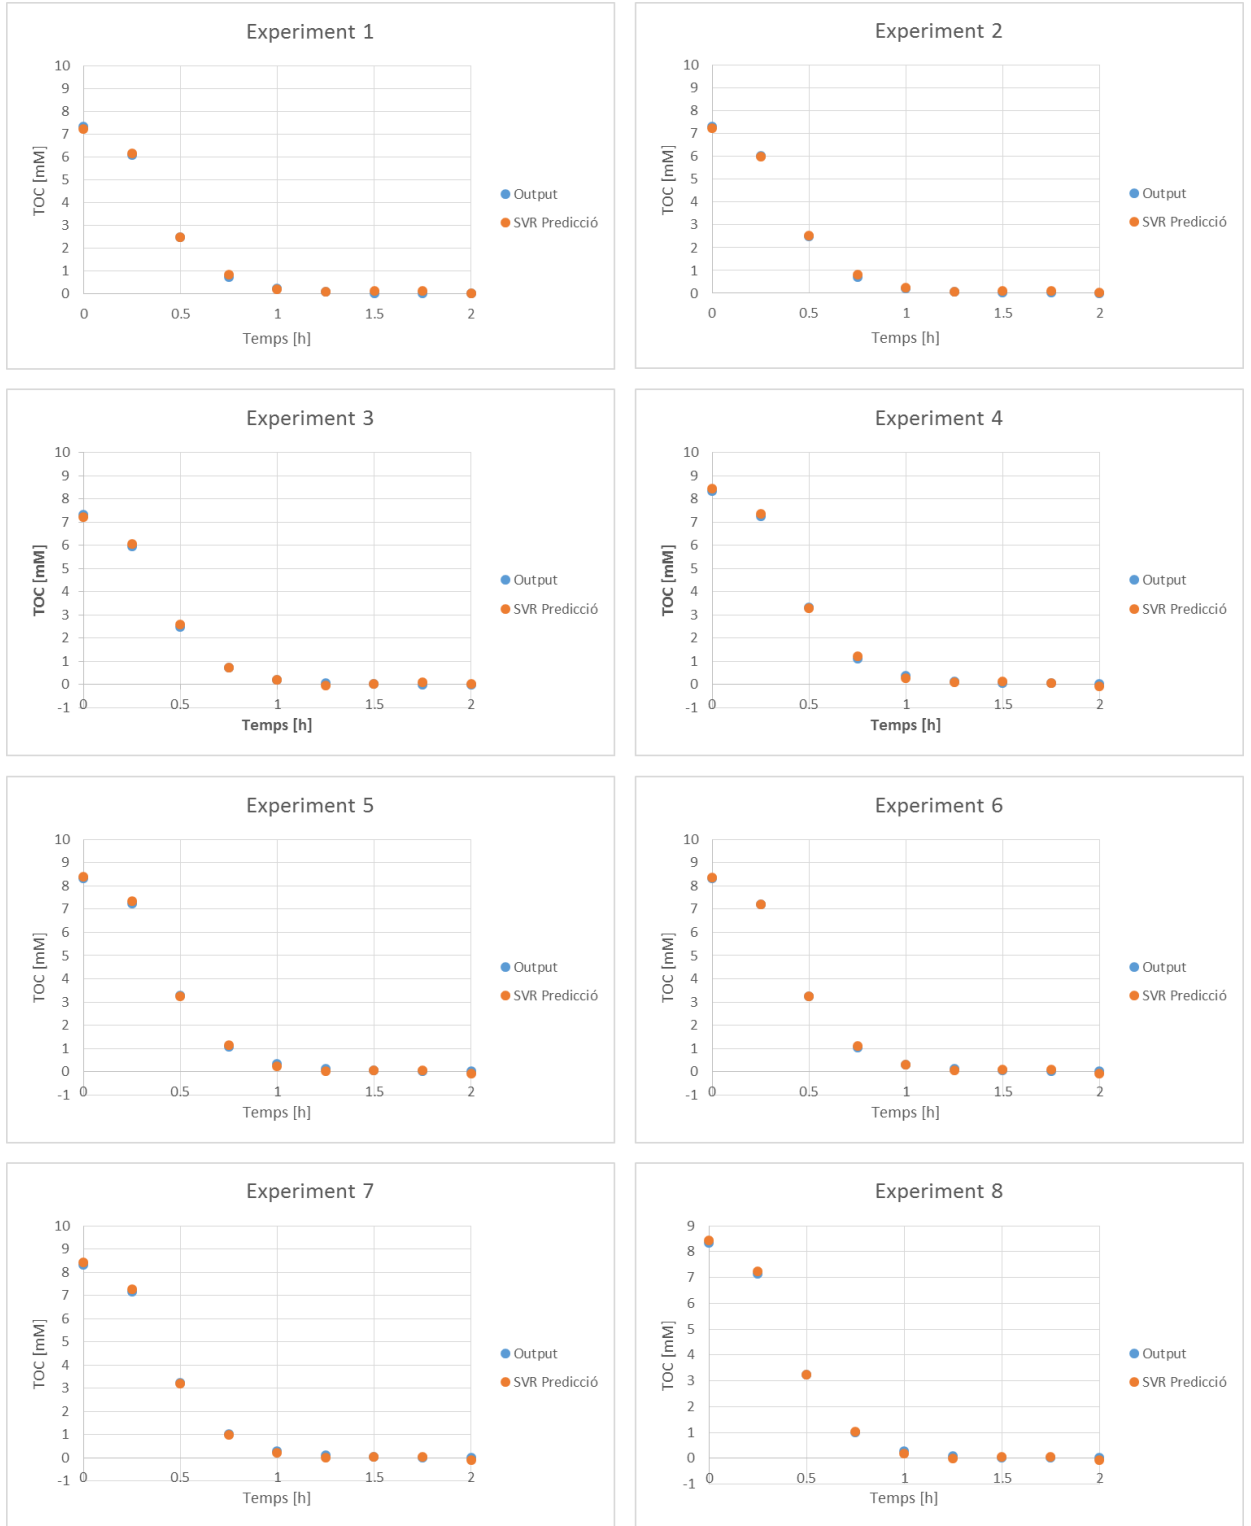 Experiment 1
10
9
8
7
6
5
4
3
2
1
0
0 0.5 1 1.5 2
TOC [mM]
Temps [h]
Output
SVR Predicció
Experiment 2
10
9
8
7
6
5
4
3
2
1
0
0 0.5 1 1.5 2
TOC [mM]
Temps [h]
Output
SVR Predicció
Experiment 3
10
9
8
7
6
5
4
3
2
1
0
-1
0 0.5 1 1.5 2
TOC [mM]
Temps [h]
Output
SVR Predicció
Experiment 4
10
9
8
7
6
5
4
3
2
1
0
-1
0 0.5 1 1.5 2
TOC [mM]
Temps [h]
Output
SVR Predicció
Experiment 5
10
9
8
7
6
5
4
3
2
1
0
-1
0 0.5 1 1.5 2
TOC [mM]
Temps [h]
Output
SVR Predicció
Experiment 6
10
9
8
7
6
5
4
3
2
1
0
-1
0 0.5 1 1.5 2
TOC [mM]
Temps [h]
Output
SVR Predicció
Experiment 7
10
9
8
7
6
5
4
3
2
1
0
-1
0 0.5 1 1.5 2
TOC [mM]
Temps [h]
Output
SVR Predicció
Experiment 8
9
8
7
6
5
4
3
2
1
0
-1
0 0.5 1 1.5 2
TOC [mM]
Temps [h]
Output
SVR Predicció